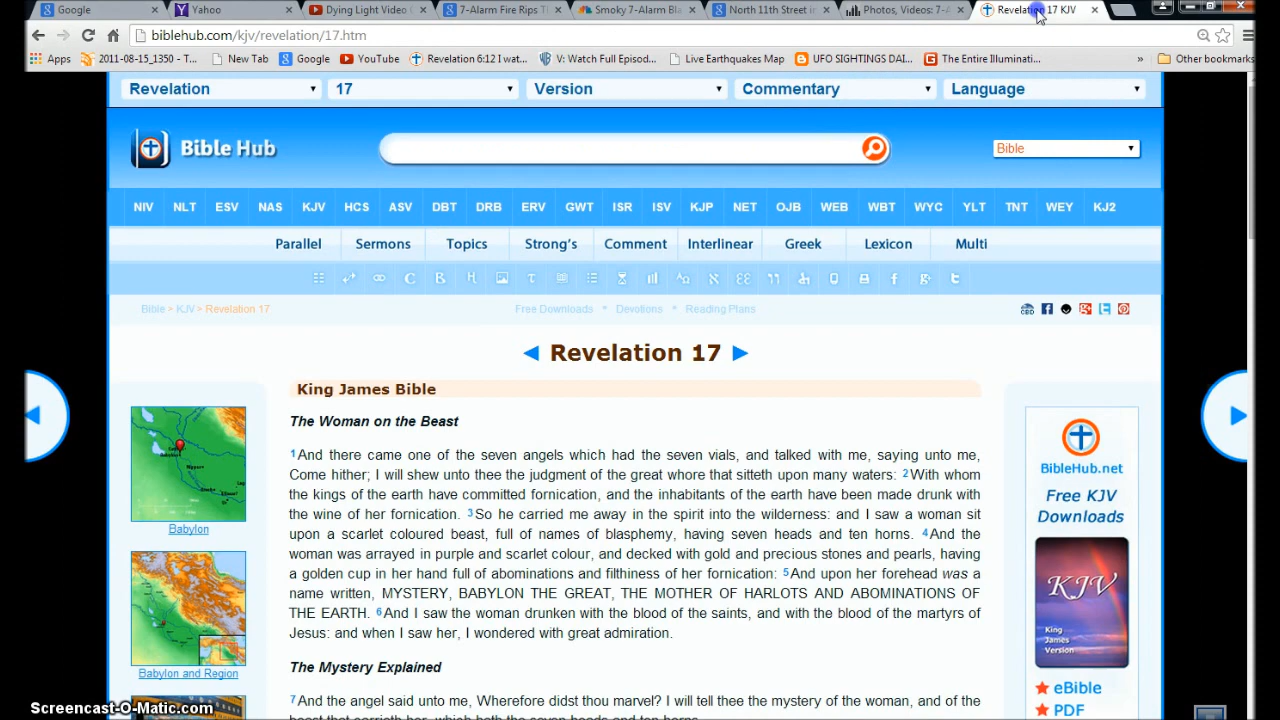 Google
Yahoo
Dying Light Video G
7-Alarm Fire Rips Th
Smoky 7-Alarm Bla
North 11th Street in
Photos, Videos: 7-A
Revelation 17 KJV
biblehub.com/kjv/revelation/17.htm
Apps
2011-08-15_1350 - T...
New Tab
Google
YouTube
Revelation 6:12 I wat...
V: Watch Full Episod...
Live Earthquakes Map
UFO SIGHTINGS DAI...
The Entire Illuminati...
»
Other bookmarks
Revelation
17
Version
Commentary
Language
Bible Hub
Bible
NIV NLT ESV NAS KJV HCS ASV DBT DRB ERV GWT ISR ISV KJP NET OJB WEB WBT WYC YLT TNT WEY KJ2
Parallel Sermons Topics Strong's Comment Interlinear Greek Lexicon Multi
Bible > KJV > Revelation 17
Free Downloads • Devotions • Reading Plans
◄ Revelation 17 ►
King James Bible
The Woman on the Beast
1And there came one of the seven angels which had the seven vials, and talked with me, saying unto me,
Come hither; I will shew unto thee the judgment of the great whore that sitteth upon many waters: 2With whom
the kings of the earth have committed fornication, and the inhabitants of the earth have been made drunk with
the wine of her fornication. 3So he carried me away in the spirit into the wilderness: and I saw a woman sit
upon a scarlet coloured beast, full of names of blasphemy, having seven heads and ten horns. 4And the
woman was arrayed in purple and scarlet colour, and decked with gold and precious stones and pearls, having
a golden cup in her hand full of abominations and filthiness of her fornication: 5And upon her forehead was a
name written, MYSTERY, BABYLON THE GREAT, THE MOTHER OF HARLOTS AND ABOMINATIONS OF
THE EARTH. 6And I saw the woman drunken with the blood of the saints, and with the blood of the martyrs of
Jesus: and when I saw her, I wondered with great admiration.
The Mystery Explained
7And the angel said unto me, Wherefore didst thou marvel? I will tell thee the mystery of the woman, and of the
beast that carrieth her, which hath the seven heads and ten horns.
Babylon
Babylon and Region
BibleHub.net
Free KJV
Downloads
KJV
King
James
Version
eBible
PDF
Screencast-O-Matic.com